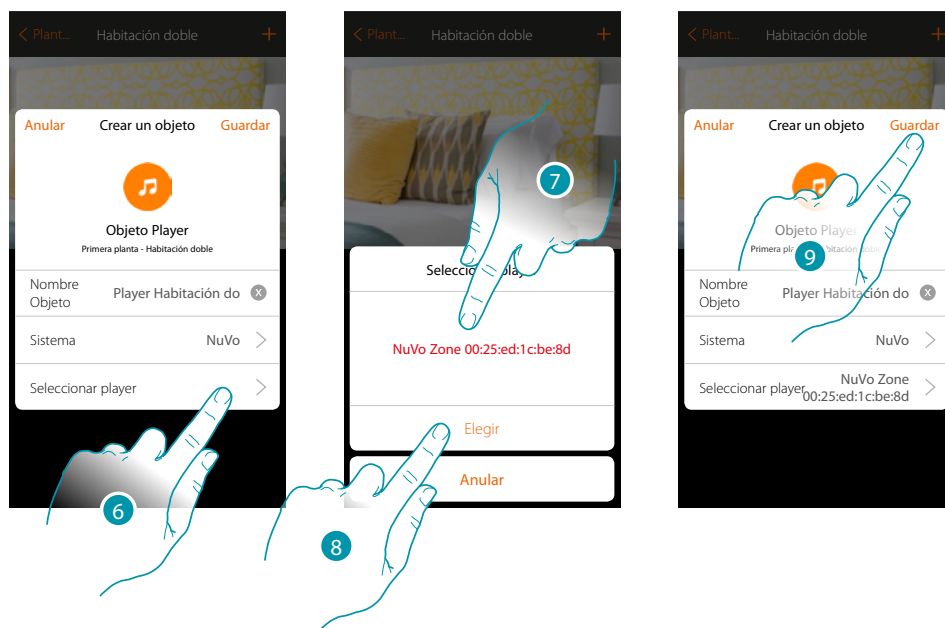 Plant... Habitación doble
Anular Crear un objeto Guardar
Objeto Player
Primera planta - Habitación doble
Nombre Objeto Player Habitación do
Sistema NuVo
Seleccionar player
6
Plant... Habitación doble
7
NuVo Zone 00:25:ed:1c:be:8d
Elegir
Anular
8
Plant... Habitación doble
Anular Crear un objeto Guardar
Objeto Player
9
Nombre Objeto Player Habitación do
Sistema NuVo
Seleccionar player NuVo Zone 00:25:ed:1c:be:8d